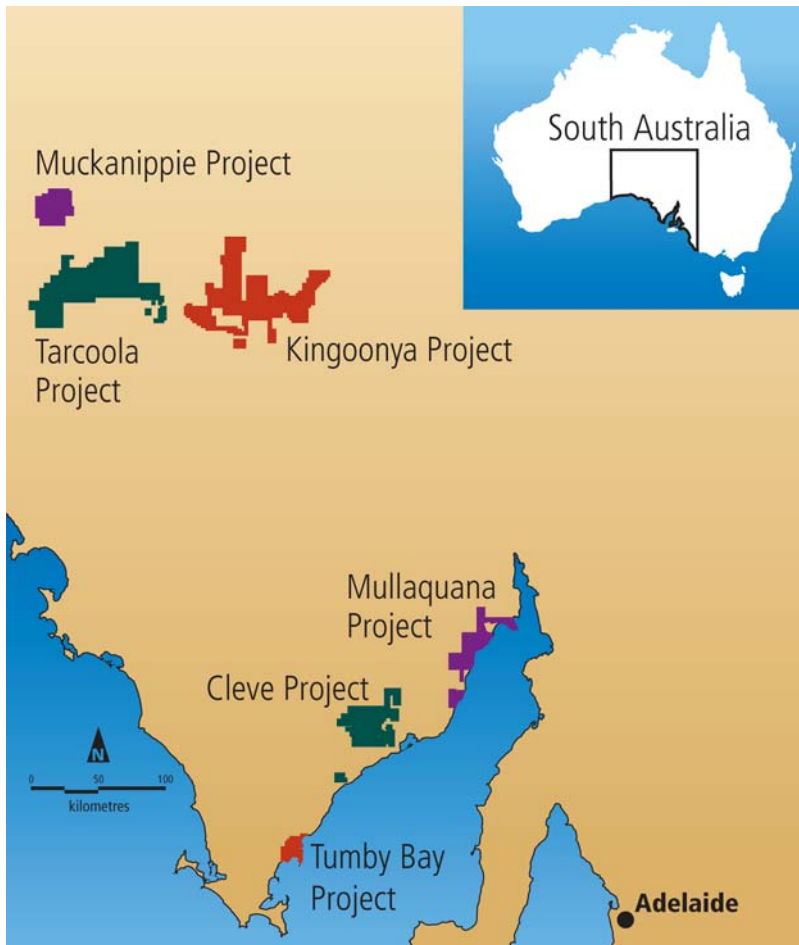 South Australia
Muckanippie Project
Tarcoola
Project
Kingoonya Project
Mullaquana
Project
Cleve Project
N
0 50 100
kilometres
Tumby Bay
Project
Adelaide